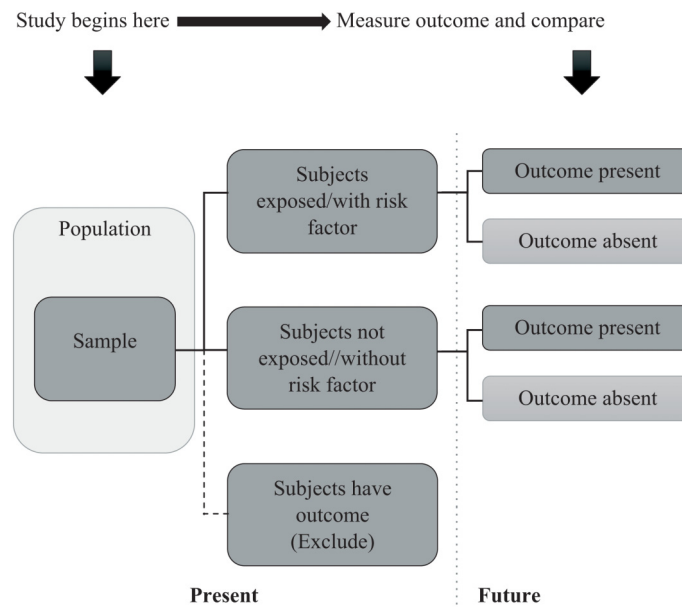 Study begins here
Measure outcome and compare
Population
Sample
Subjects
exposed/with risk
factor
Subjects not
exposed//without
risk factor
Subjects have
outcome
(Exclude)
Outcome present
Outcome absent
Outcome present
Outcome absent
Present
Future